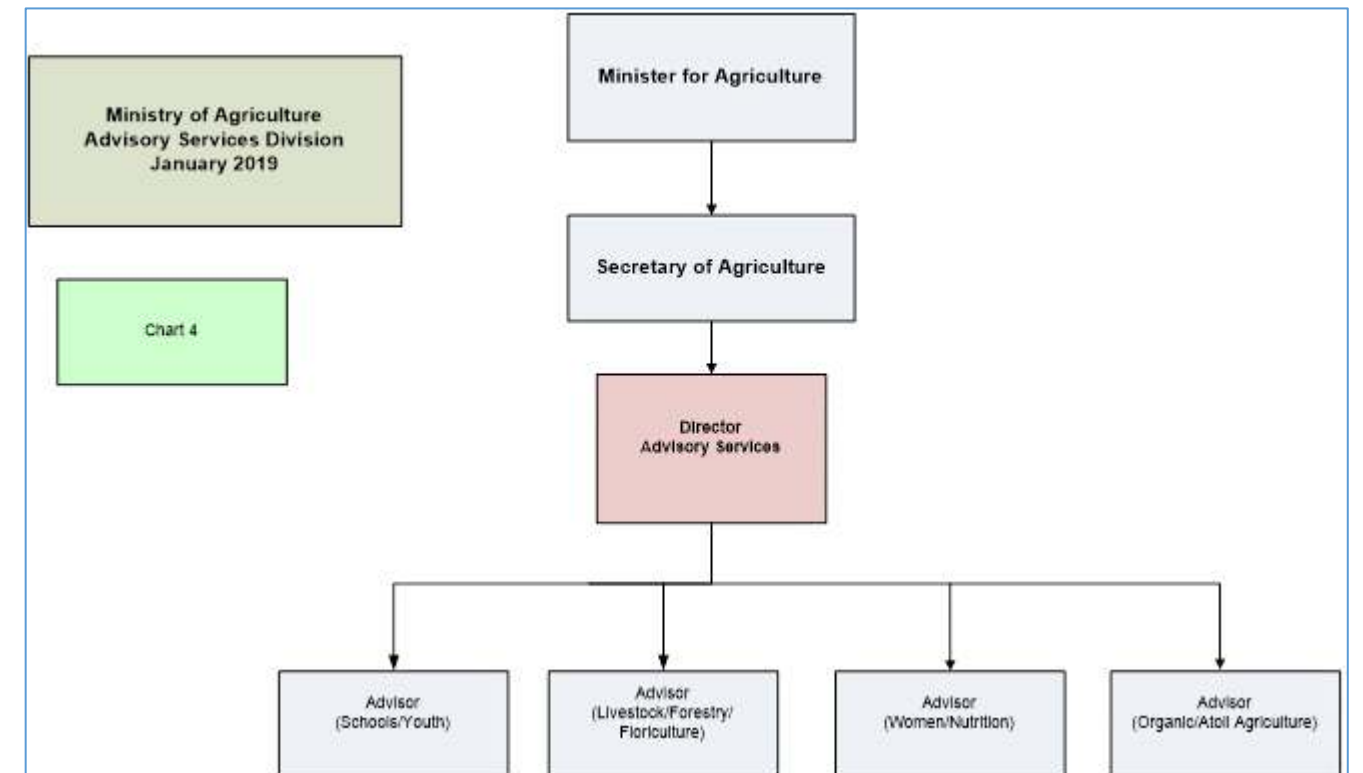 Ministry of Agriculture
Advisory Services Division
January 2019
Chart 4
Minister for Agriculture
Secretary of Agriculture
Director
Advisory Services
Advisor
(Schools/Youth)
Advisor
(Livestock/Forestry/
Floriculture)
Advisor
(Women/Nutrition)
Advisor
(Organic/Atoll Agriculture)